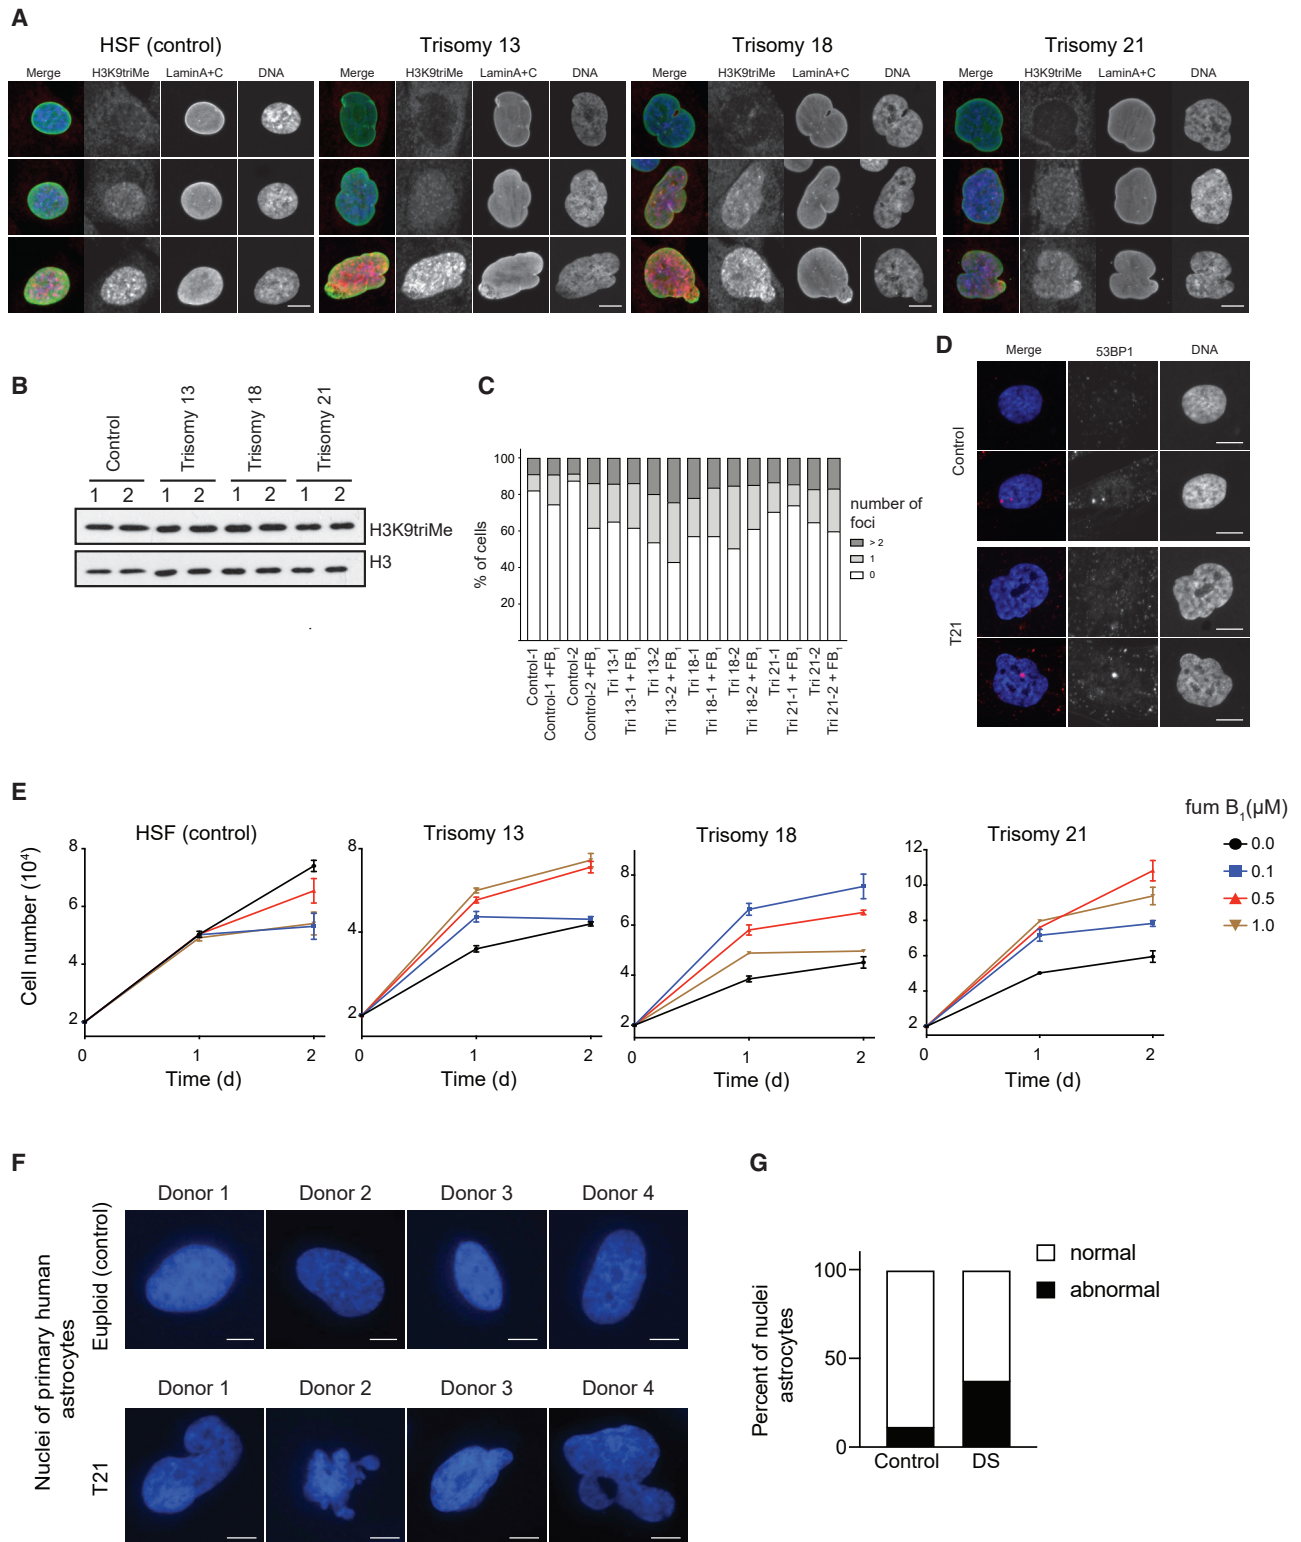 A
HSF (control) Trisomy 13 Trisomy 18 Trisomy 21
Merge H3K9triMe LaminA+C DNA Merge H3K9triMe LaminA+C DNA Merge H3K9triMe LaminA+C DNA Merge H3K9triMe LaminA+C DNA
B
Control Trisomy 13 Trisomy 18 Trisomy 21
1 2 1 2 1 2 1 2
H3K9triMe
H3
C
% of cells
100
80
60
40
20
number of
foci
> 2
1
0
Control-1
Control-1 +FB1
Control-2
Control-2 +FB1
Tri 13-1
Tri 13-1 + FB1
Tri 13-2
Tri 13-2 + FB1
Tri 18-1
Tri 18-1 + FB1
Tri 18-2
Tri 18-2 + FB1
Tri 21-1
Tri 21-1 + FB1
Tri 21-2
Tri 21-2 + FB1
D
Merge 53BP1 DNA
Control
T21
E
HSF (control)
Cell number (10⁴)
8
6
4
2
0 1 2
Time (d)
Trisomy 13
8
4
2
0 1 2
Time (d)
Trisomy 18
8
6
4
2
0 1 2
Time (d)
Trisomy 21
12
10
8
6
4
2
0 1 2
Time (d)
fum B1(µM)
0.0
0.1
0.5
1.0
F
Nuclei of primary human
astrocytes
Euploid (control)
Donor 1 Donor 2 Donor 3 Donor 4
T21
Donor 1 Donor 2 Donor 3 Donor 4
G
Percent of nuclei
astrocytes
100
50
0
Control DS
normal
abnormal